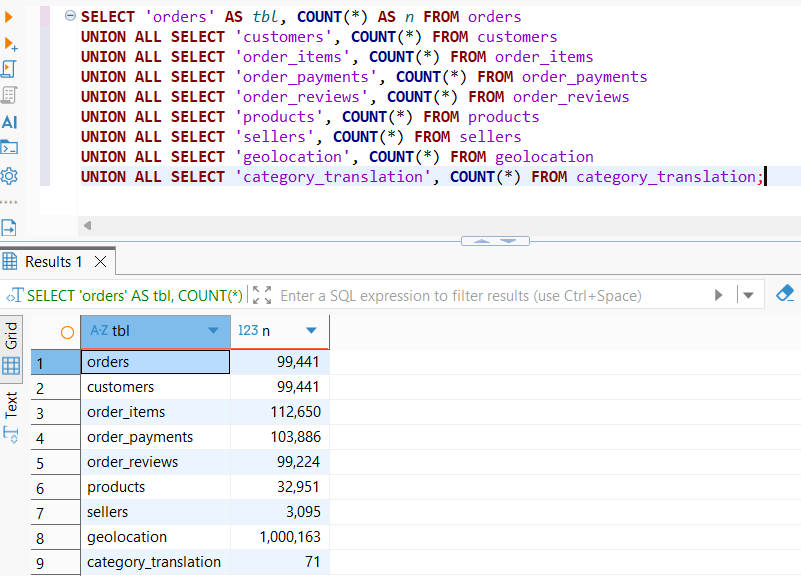 SELECT 'orders' AS tbl, COUNT(*) AS n FROM orders
UNION ALL SELECT 'customers', COUNT(*) FROM customers
UNION ALL SELECT 'order_items', COUNT(*) FROM order_items
UNION ALL SELECT 'order_payments', COUNT(*) FROM order_payments
UNION ALL SELECT 'order_reviews', COUNT(*) FROM order_reviews
UNION ALL SELECT 'products', COUNT(*) FROM products
UNION ALL SELECT 'sellers', COUNT(*) FROM sellers
UNION ALL SELECT 'geolocation', COUNT(*) FROM geolocation
UNION ALL SELECT 'category_translation', COUNT(*) FROM category_translation;
AI
Results 1
SELECT 'orders' AS tbl, COUNT(*) Enter a SQL expression to filter results (use Ctrl+Space)
Grid
Text
A-Z tbl 123 n
1 orders 99,441
2 customers 99,441
3 order_items 112,650
4 order_payments 103,886
5 order_reviews 99,224
6 products 32,951
7 sellers 3,095
8 geolocation 1,000,163
9 category_translation 71